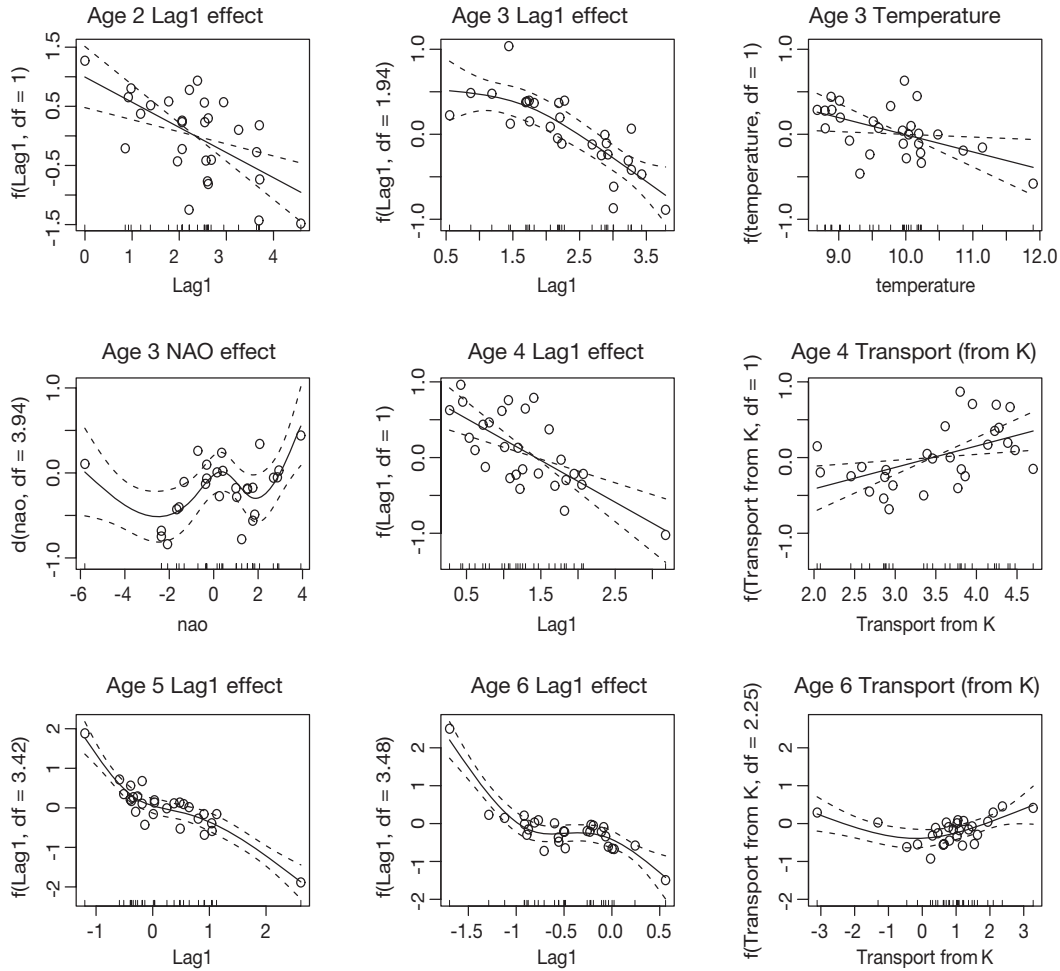 Age 2 Lag1 effect
f(Lag1, df = 1)
1.5
0.5
-0.5
-1.5
0 1 2 3 4
Lag1
Age 3 Lag1 effect
f(Lag1, df = 1.94)
1.0
0.0
-1.0
0.5 1.5 2.5 3.5
Lag1
Age 3 Temperature
f(temperature, df = 1)
1.0
0.0
-1.0
9.0 10.0 11.0 12.0
temperature
Age 3 NAO effect
d(nao, df = 3.94)
1.0
0.0
-1.0
-6 -4 -2 0 2 4
nao
Age 4 Lag1 effect
f(Lag1, df = 1)
1.0
0.0
-1.0
0.5 1.5 2.5
Lag1
Age 4 Transport (from K)
f(Transport from K, df = 1)
1.0
0.0
-1.0
2.0 2.5 3.0 3.5 4.0 4.5
Transport from K
Age 5 Lag1 effect
f(Lag1, df = 3.42)
2
1
0
-2
-1 0 1 2
Lag1
Age 6 Lag1 effect
f(Lag1, df = 3.48)
2
1
0
-1
-2
-1.5 -1.0 -0.5 0.0 0.5
Lag1
Age 6 Transport (from K)
f(Transport from K, df = 2.25)
2
1
0
-1
-2
-3 -2 -1 0 1 2 3
Transport from K